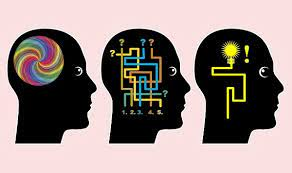 ? ?
? ?
1. 2. 3. 4. 5.
!